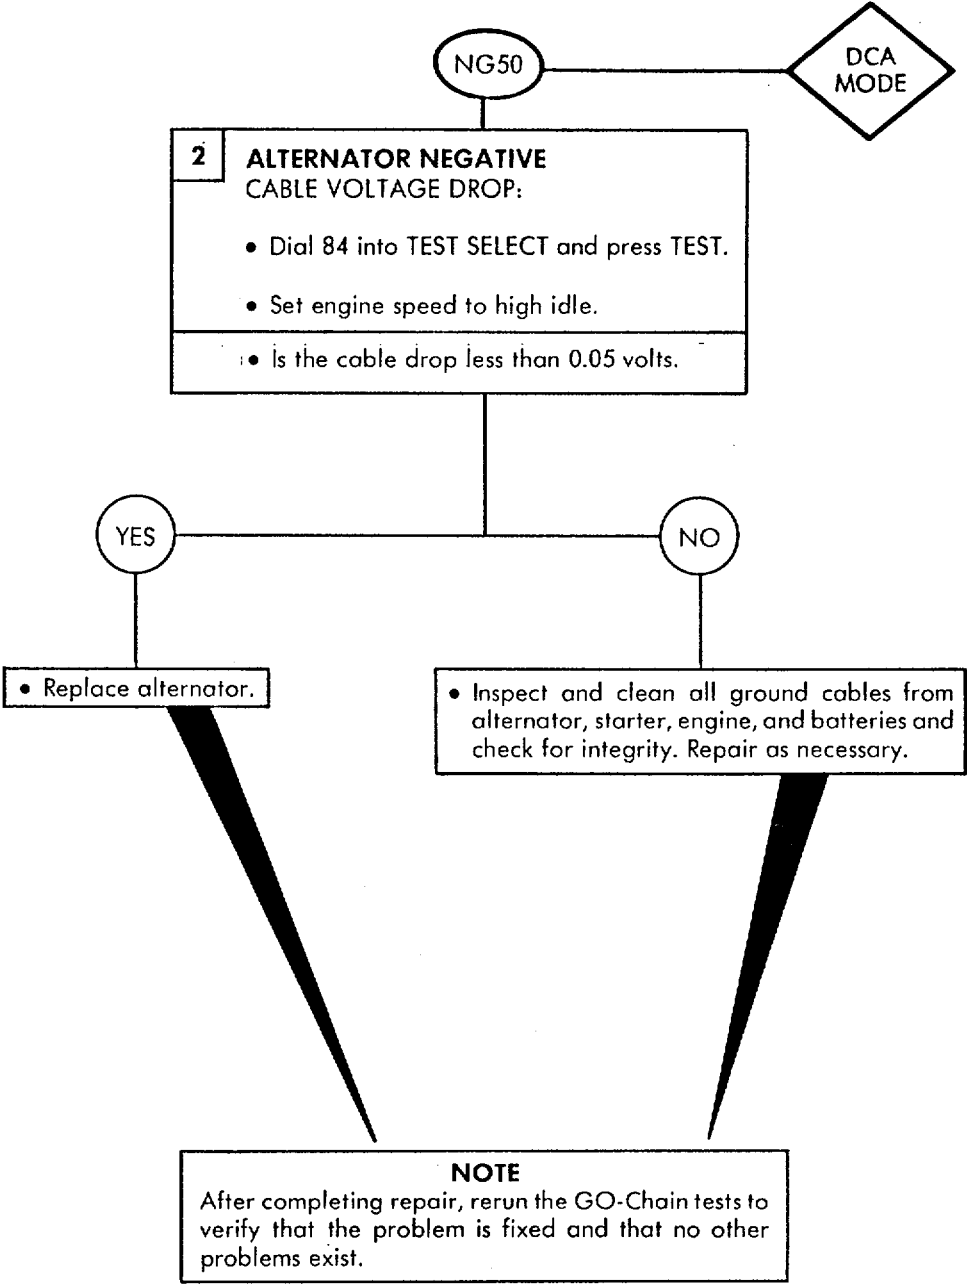 NG50
DCA
MODE
2
ALTERNATOR NEGATIVE
CABLE VOLTAGE DROP:
• Dial 84 into TEST SELECT and press TEST.
• Set engine speed to high idle.
• Is the cable drop less than 0.05 volts.
YES
NO
• Replace alternator.
• Inspect and clean all ground cables from
alternator, starter, engine, and batteries and
check for integrity. Repair as necessary.
NOTE
After completing repair, rerun the GO-Chain tests to
verify that the problem is fixed and that no other
problems exist.